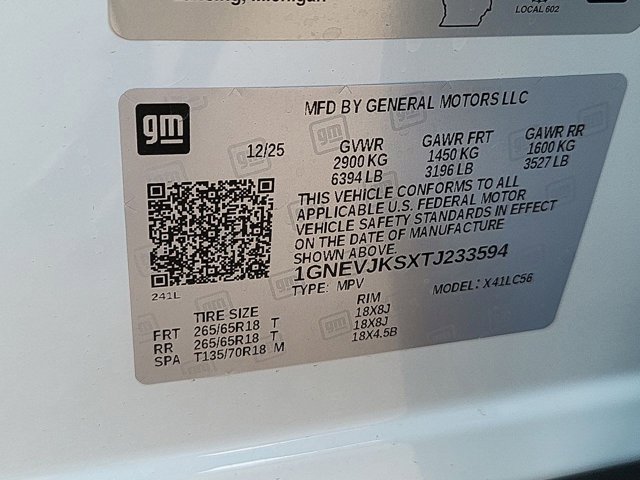 Michigan
LOCAL 602
gm
MFD BY GENERAL MOTORS LLC
12/25
GVWR
2900 KG
6394 LB
GAWR FRT
1450 KG
3196 LB
GAWR RR
1600 KG
3527 LB
THIS VEHICLE CONFORMS TO ALL
APPLICABLE U.S. FEDERAL MOTOR
VEHICLE SAFETY STANDARDS IN EFFECT
ON THE DATE OF MANUFACTURE
SHOWN ABOVE.
1GNEVJKSXTJ233594
TYPE: MPV MODEL: X41LC56
241L
TIRE SIZE RIM
FRT 265/65R18 T 18X8J
RR 265/65R18 T 18X8J
SPA T135/70R18 M 18X4.5B